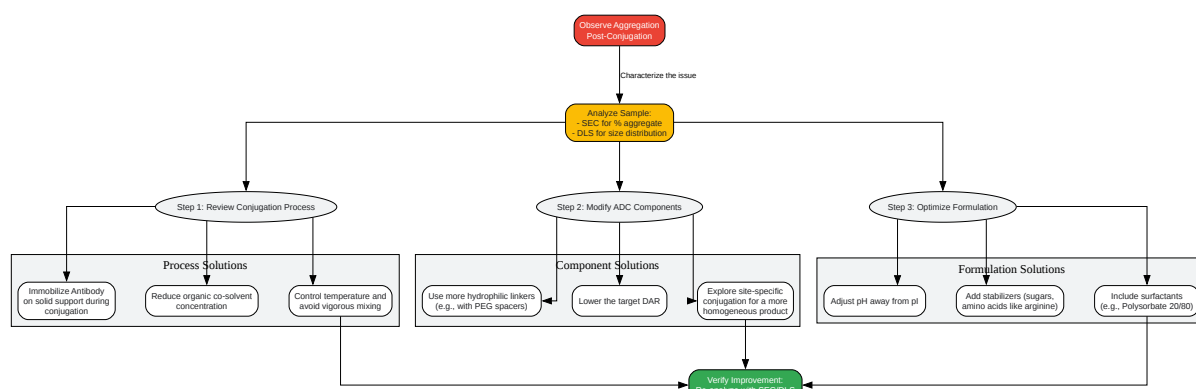 Observe Aggregation
Post-Conjugation
Characterize the issue
Analyze Sample:
- SEC for % aggregate
- DLS for size distribution
Step 1: Review Conjugation Process
Step 2: Modify ADC Components
Step 3: Optimize Formulation
Process Solutions
Immobilize Antibody
on solid support during
conjugation
Reduce organic co-solvent
concentration
Control temperature and
avoid vigorous mixing
Component Solutions
Use more hydrophilic linkers
(e.g., with PEG spacers)
Lower the target DAR
Explore site-specific
conjugation for a more
homogeneous product
Formulation Solutions
Adjust pH away from pI
Add stabilizers (sugars,
amino acids like arginine)
Include surfactants
(e.g., Polysorbate 20/80)
Verify Improvement: